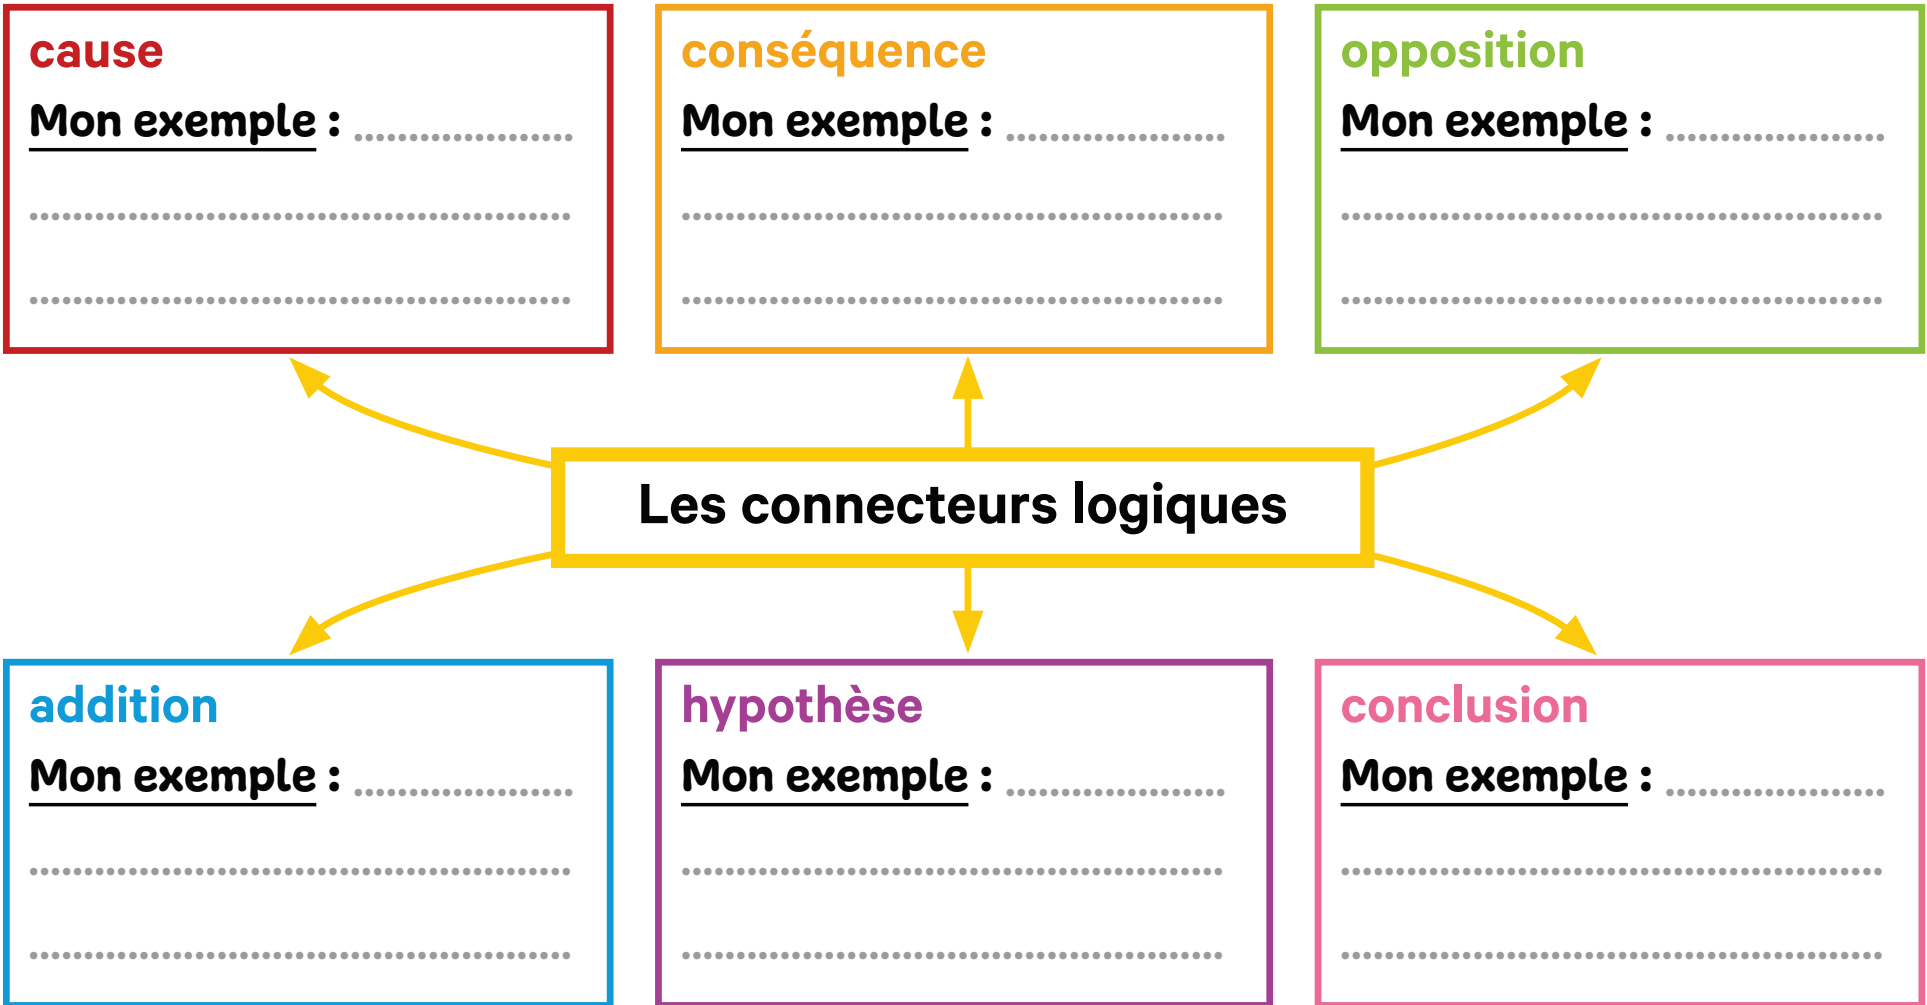 cause
Mon exemple : ....................
..................................................
..................................................
conséquence
Mon exemple : ....................
..................................................
..................................................
opposition
Mon exemple : ....................
..................................................
..................................................
Les connecteurs logiques
addition
Mon exemple : ....................
..................................................
..................................................
hypothèse
Mon exemple : ....................
..................................................
..................................................
conclusion
Mon exemple : ....................
..................................................
..................................................